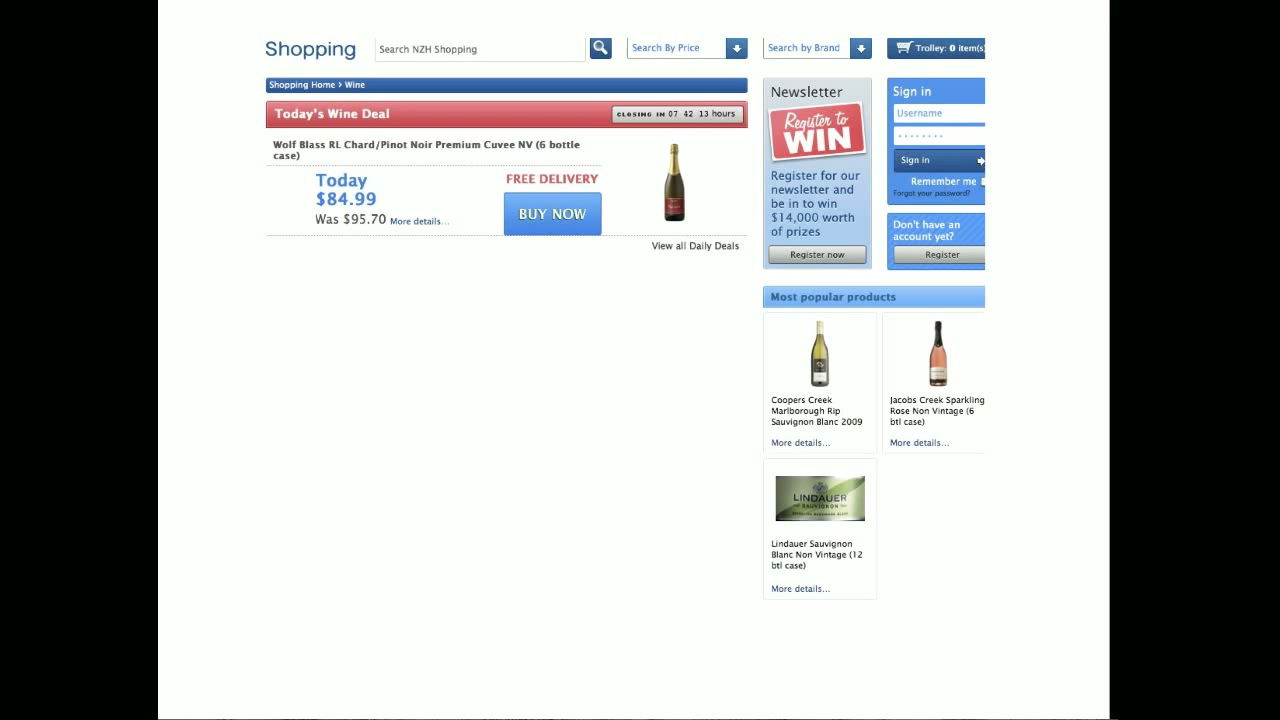 Shopping
Search NZH Shopping
Search By Price
Search by Brand
Trolley: 0 item(s)
Shopping Home > Wine
Today's Wine Deal
CLOSING IN 07 42 13 hours
Wolf Blass RL Chard/Pinot Noir Premium Cuvee NV (6 bottle
case)
Today
$84.99
Was $95.70 More details...
FREE DELIVERY
BUY NOW
View all Daily Deals
Newsletter
Register to
WIN
Register for our
newsletter and
be in to win
$14,000 worth
of prizes
Register now
Sign in
Username
Sign in
Remember me
Forgot your password?
Don't have an
account yet?
Register
Most popular products
Coopers Creek
Marlborough Rip
Sauvignon Blanc 2009
More details...
Jacobs Creek Sparkling
Rose Non Vintage (6
btl case)
More details...
LINDAUER
SAUVIGNON
Lindauer Sauvignon
Blanc Non Vintage (12
btl case)
More details...